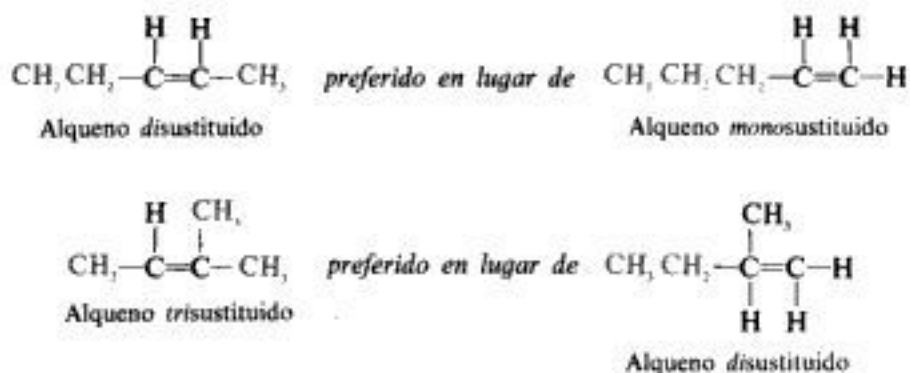 H H
CH₃CH₂—C=C—CH₃ preferido en lugar de CH₃CH₂CH₂—C=C—H
H H
Alqueno disustituido
Alqueno monosustituido
H CH₃
CH₃—C=C—CH₃ preferido en lugar de CH₃CH₂—C=C—H
CH₃
H H
Alqueno trisustituido
Alqueno disustituido